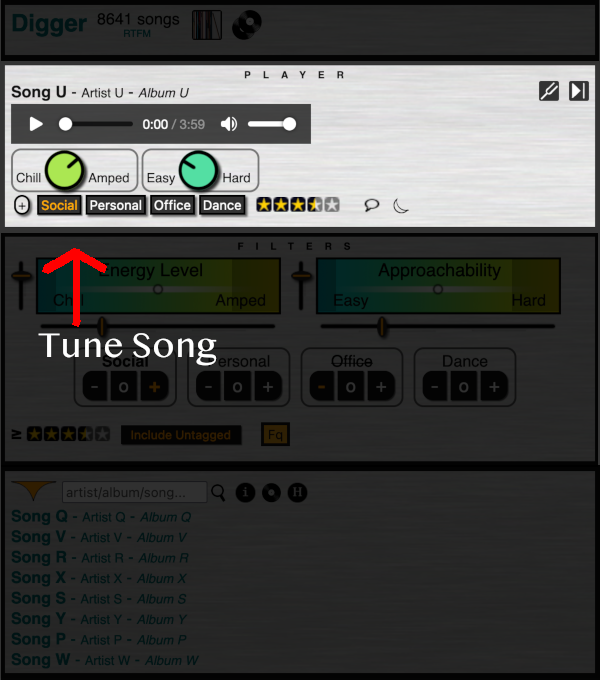 Digger 8641 songs
RTFM
PLAYER
Song U - Artist U - Album U
0:00 / 3:59
Chill Amped Easy Hard
+ Social Personal Office Dance
FILTERS
Energy Level Approachability
Chill Amped Easy Hard
Tune Song
Social Personal Office Dance
- o + - o + - o + - o +
≥ Include Untagged Fq
artist/album/song... i H
Song Q - Artist Q - Album Q
Song V - Artist V - Album V
Song R - Artist R - Album R
Song X - Artist X - Album X
Song S - Artist S - Album S
Song Y - Artist Y - Album Y
Song P - Artist P - Album P
Song W - Artist W - Album W